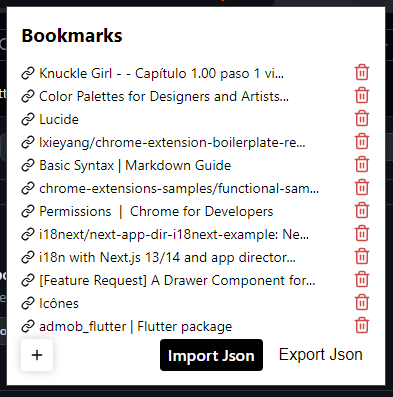 Bookmarks
Knuckle Girl - - Capítulo 1.00 paso 1 vi...
Color Palettes for Designers and Artists...
Lucide
lxieyang/chrome-extension-boilerplate-re...
Basic Syntax | Markdown Guide
chrome-extensions-samples/functional-sam...
Permissions | Chrome for Developers
i18next/next-app-dir-i18next-example: Ne...
i18n with Next.js 13/14 and app director...
[Feature Request] A Drawer Component for...
Icônes
admob_flutter | Flutter package
+ Import Json Export Json